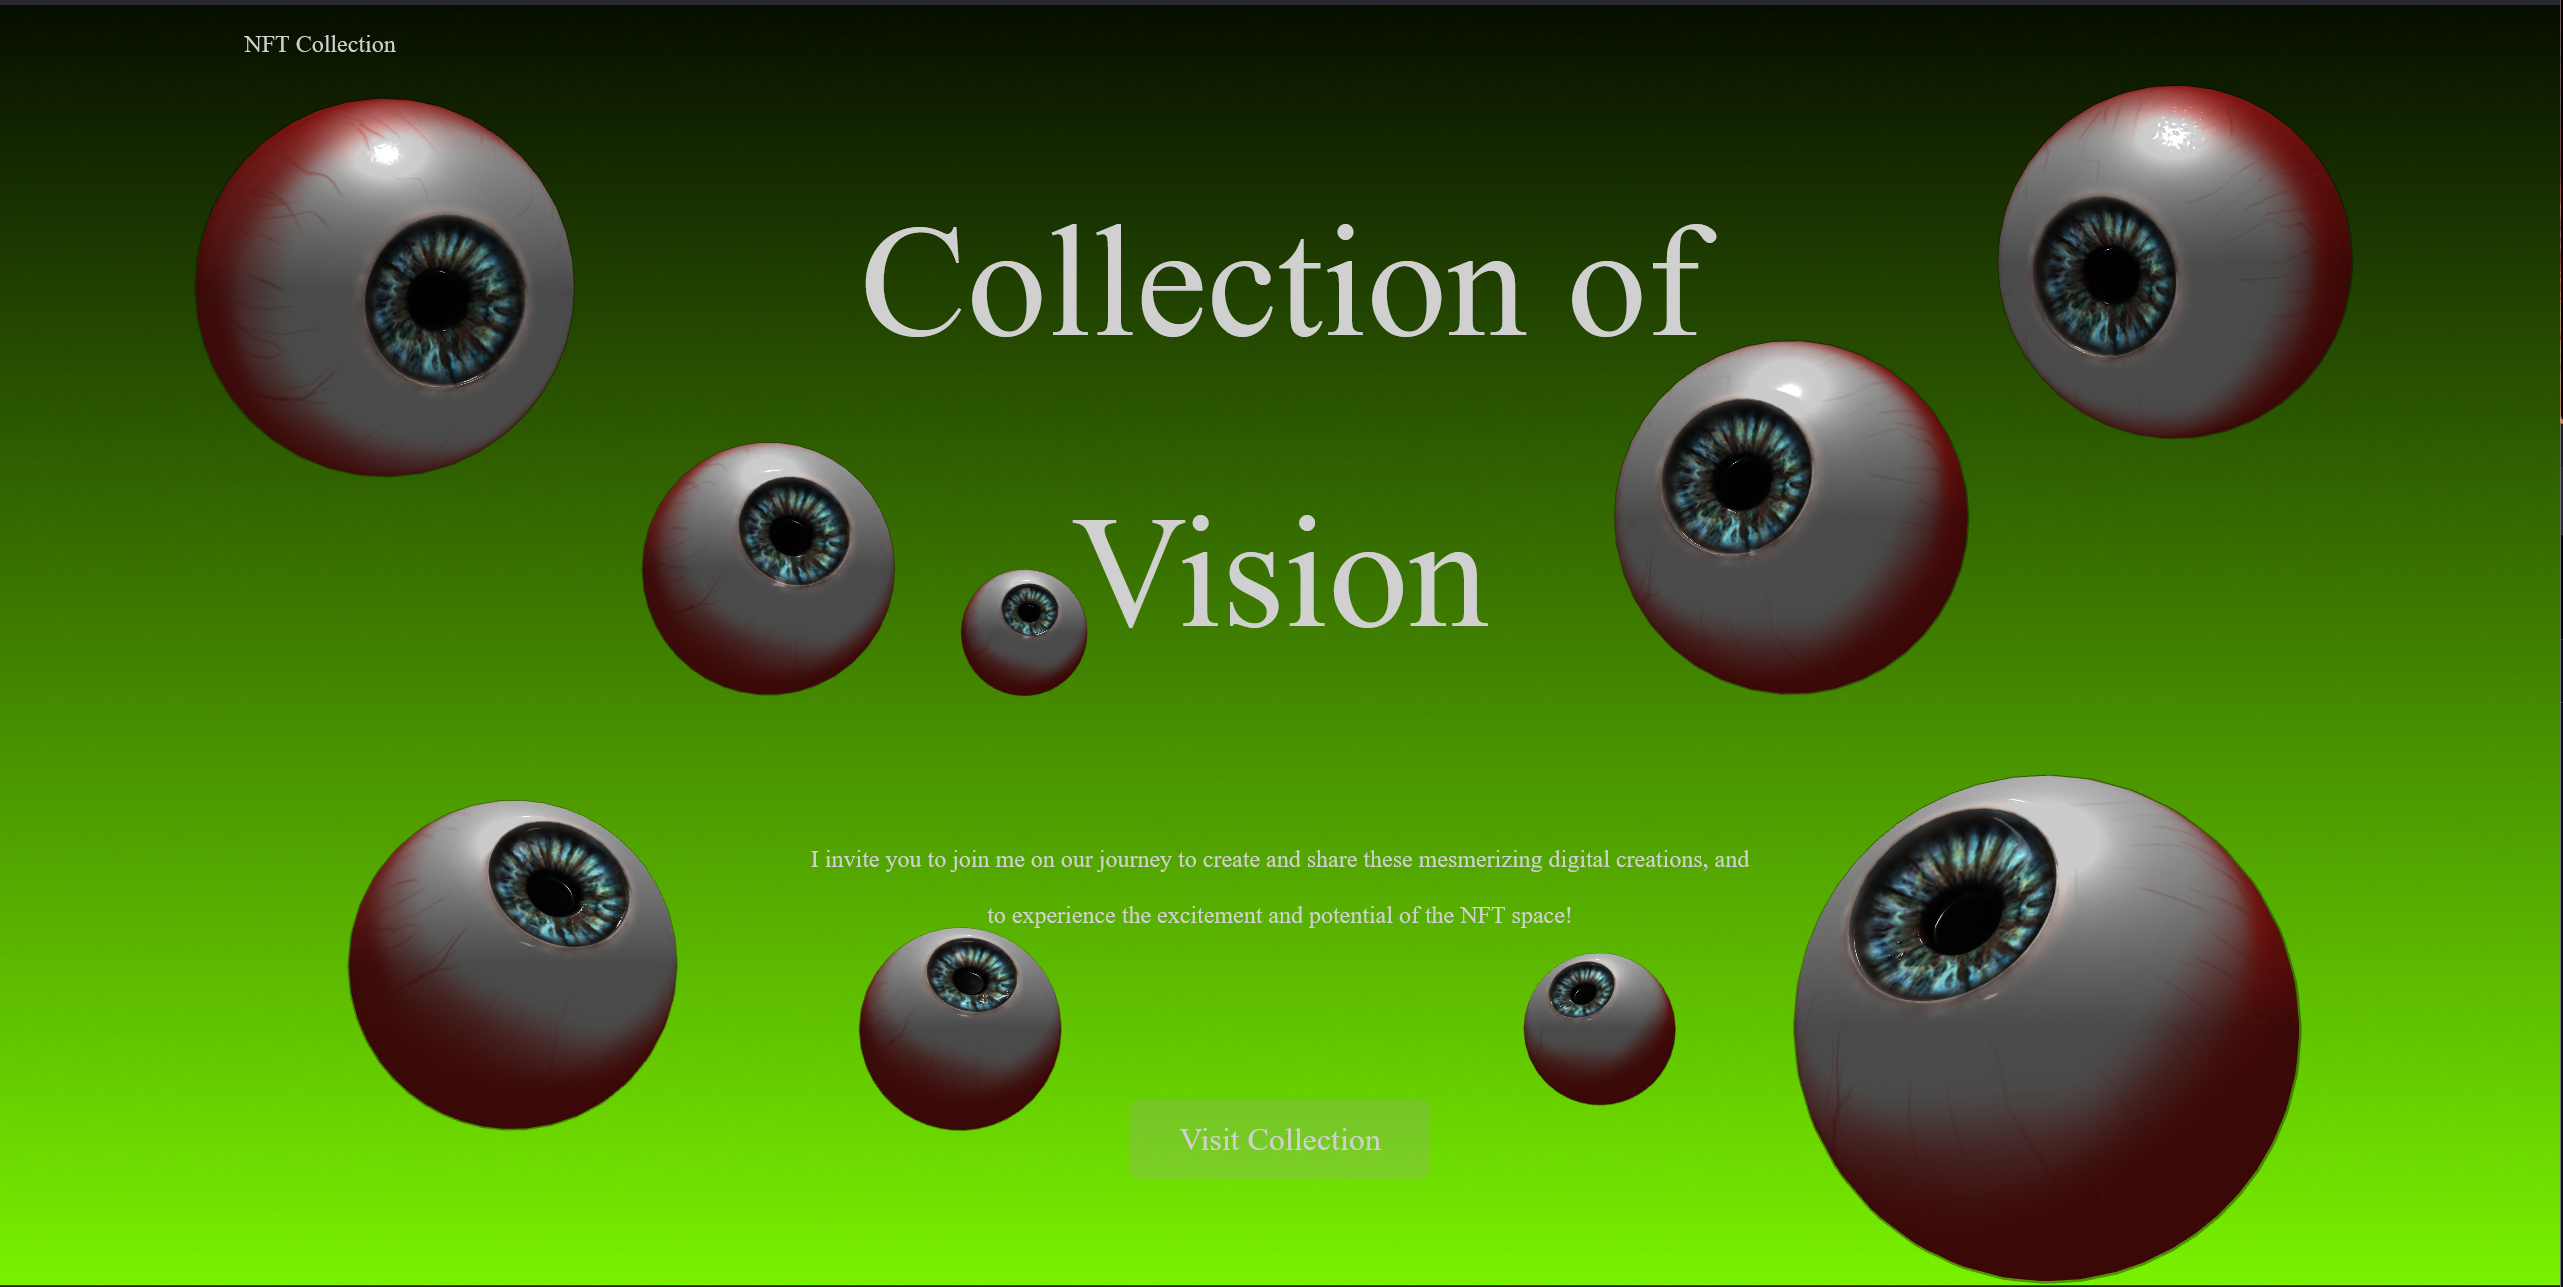 NFT Collection
Collection of
Vision
I invite you to join me on our journey to create and share these mesmerizing digital creations, and
to experience the excitement and potential of the NFT space!
Visit Collection